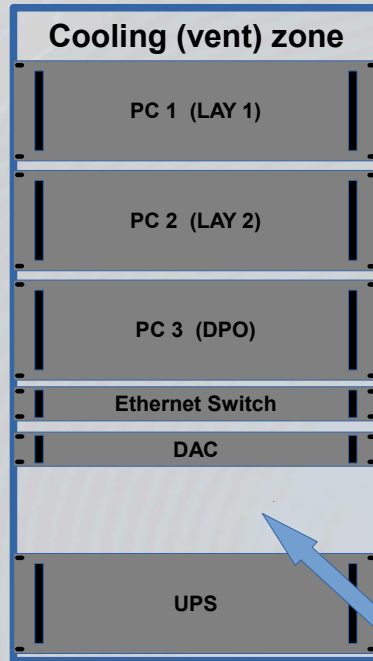 Cooling (vent) zone
PC 1 (LAY 1)
PC 2 (LAY 2)
PC 3 (DPO)
Ethernet Switch
DAC
UPS